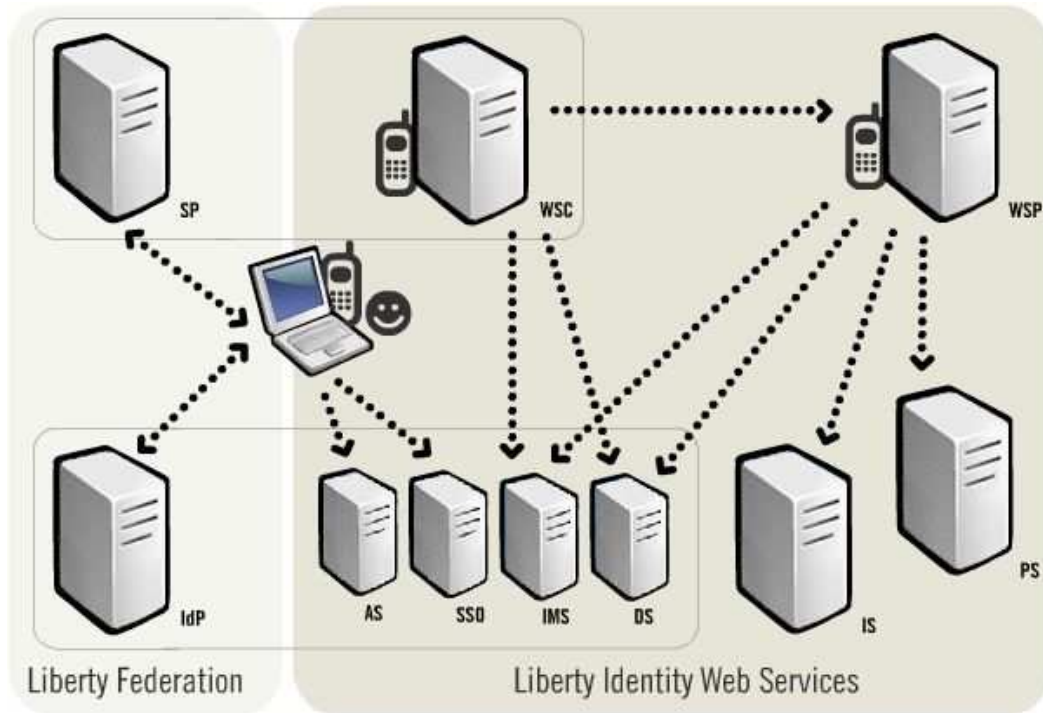 SP
WSC
WSP
IdP
AS
SSO
IMS
DS
IS
PS
Liberty Federation
Liberty Identity Web Services